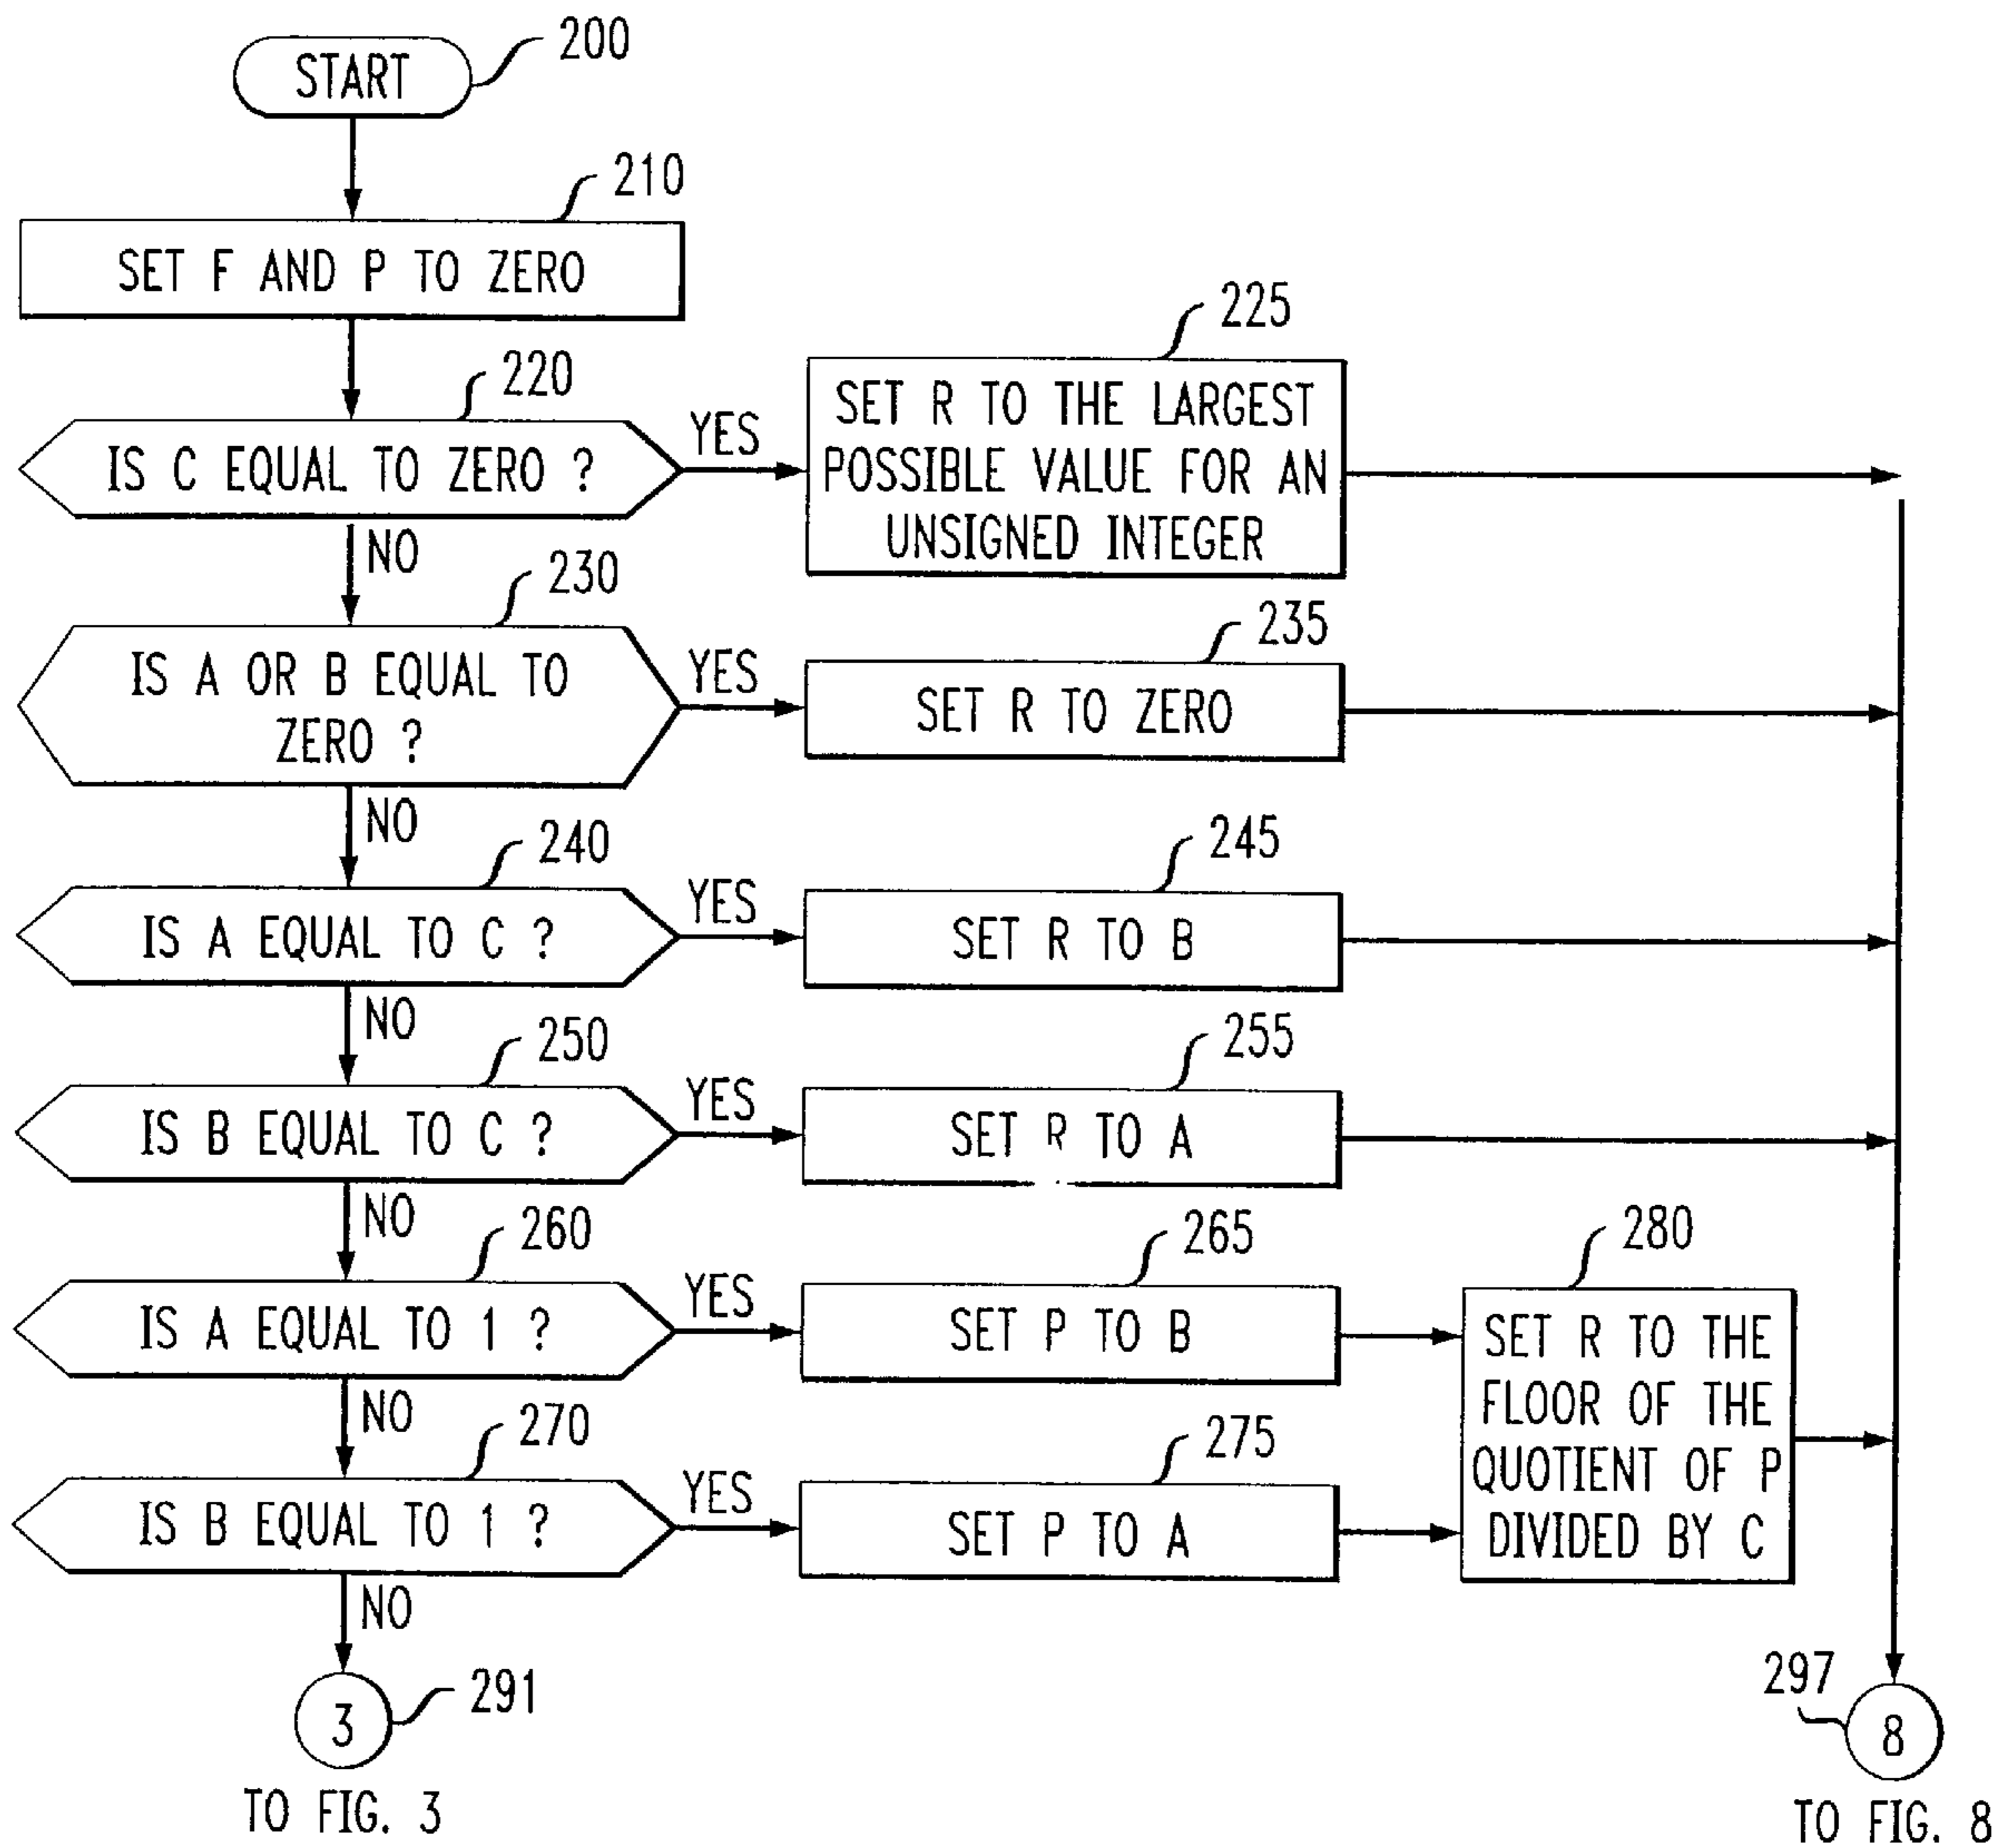 START
200
210
SET F AND P TO ZERO
220
IS C EQUAL TO ZERO ?
YES
225
SET R TO THE LARGEST
POSSIBLE VALUE FOR AN
UNSIGNED INTEGER
NO
230
IS A OR B EQUAL TO
ZERO ?
YES
235
SET R TO ZERO
NO
240
IS A EQUAL TO C ?
YES
245
SET R TO B
NO
250
IS B EQUAL TO C ?
YES
255
SET R TO A
NO
260
IS A EQUAL TO 1 ?
YES
265
SET P TO B
280
SET R TO THE
FLOOR OF THE
QUOTIENT OF P
DIVIDED BY C
NO
270
IS B EQUAL TO 1 ?
YES
275
SET P TO A
NO
3
291
TO FIG. 3
297
8
TO FIG. 8